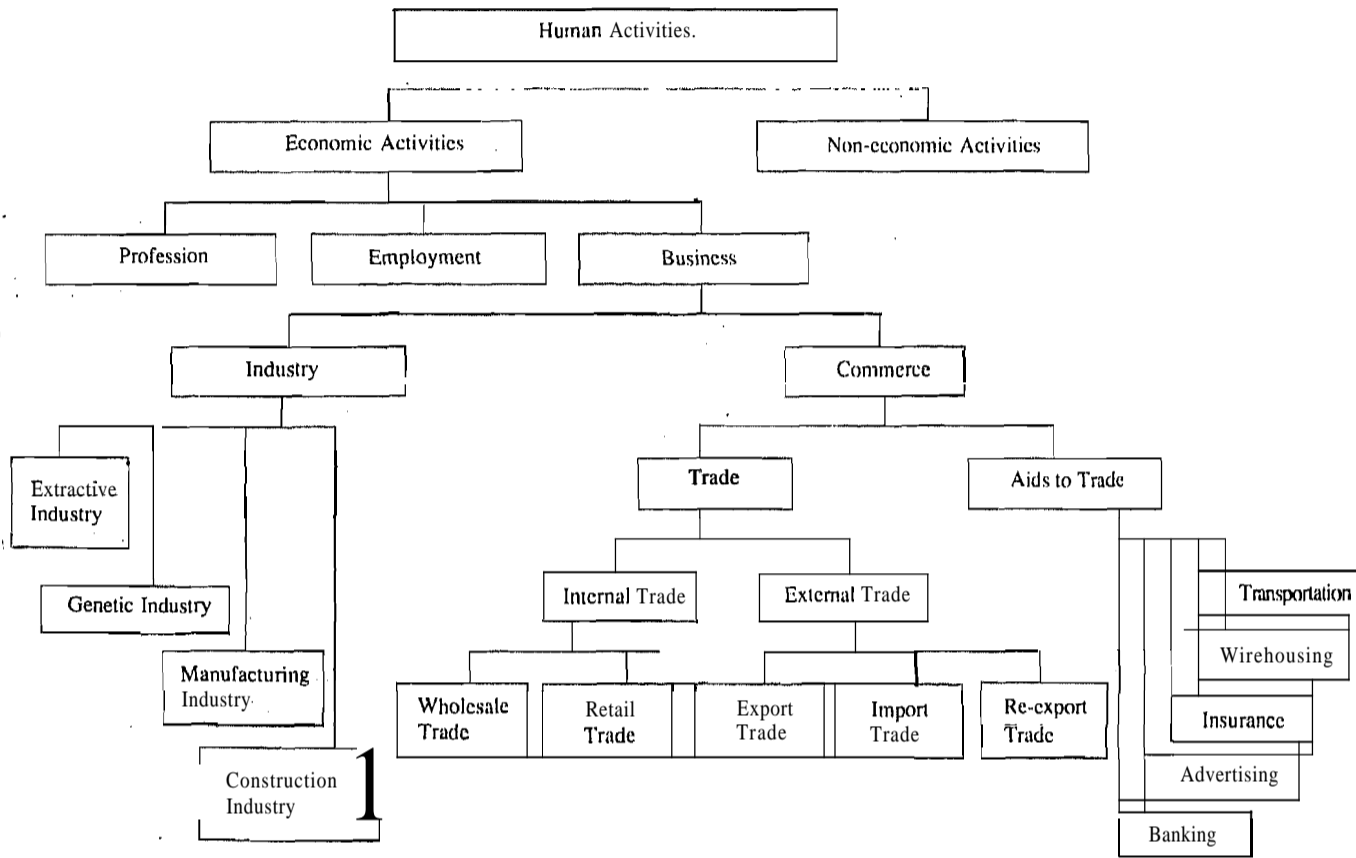 Human Activities.
Economic Activities
Non-economic Activities
Profession
Employment
Business
Industry
Commerce
Extractive
Industry
Trade
Aids to Trade
Genetic Industry
Internal Trade
External Trade
Transportation
Wirehousing
Manufacturing
Industry
Wholesale
Trade
Retail
Trade
Export
Trade
Import
Trade
Re-export
Trade
Insurance
Construction
Industry
1
Advertising
Banking